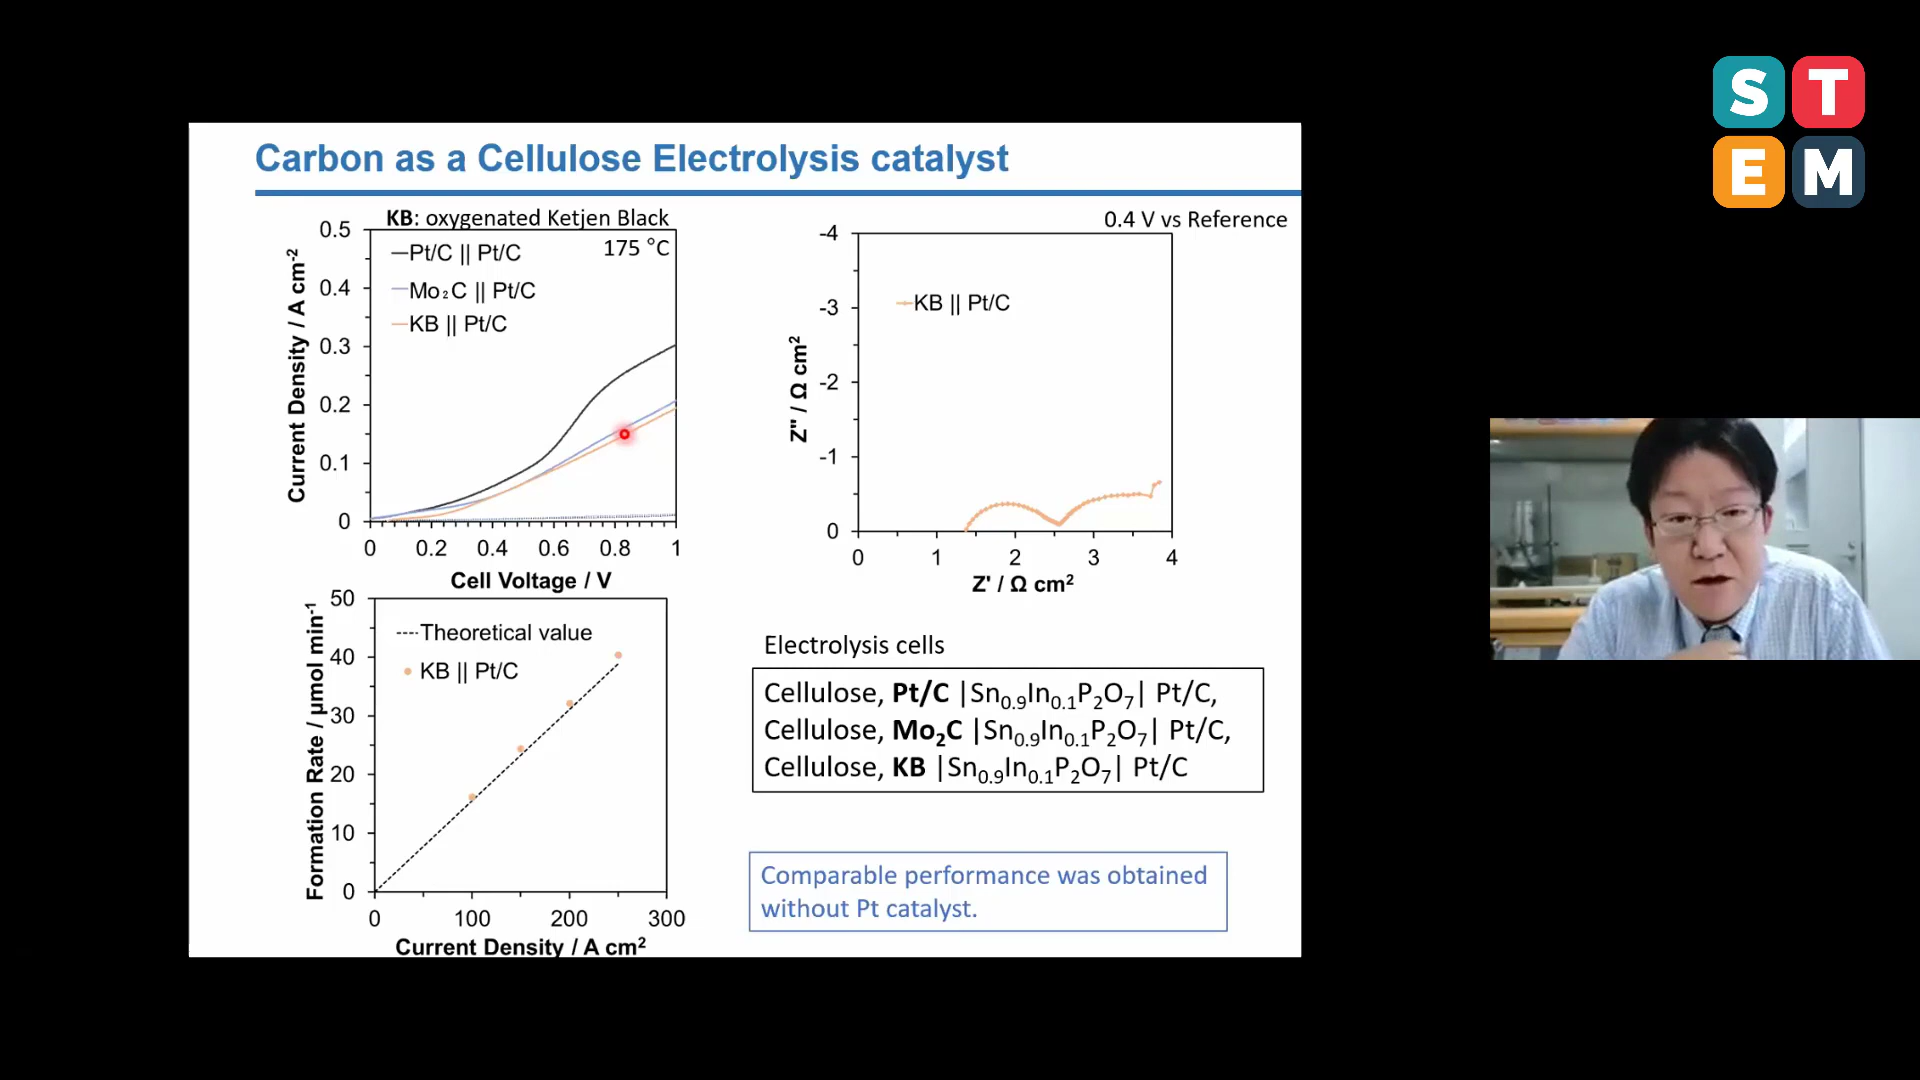 S T
E M
Carbon as a Cellulose Electrolysis catalyst
KB: oxygenated Ketjen Black
175 °C
Pt/C || Pt/C
Mo₂C || Pt/C
KB || Pt/C
0.5
0.4
0.3
0.2
0.1
0
Current Density / A cm⁻²
0 0.2 0.4 0.6 0.8 1
Cell Voltage / V
0.4 V vs Reference
KB || Pt/C
-4
-3
-2
-1
0
Z'' / Ω cm²
0 1 2 3 4
Z' / Ω cm²
Theoretical value
KB || Pt/C
50
40
30
20
10
0
Formation Rate / µmol min⁻¹
0 100 200 300
Current Density / A cm²
Electrolysis cells
Cellulose, Pt/C |Sn₀.₉In₀.₁P₂O₇| Pt/C,
Cellulose, Mo₂C |Sn₀.₉In₀.₁P₂O₇| Pt/C,
Cellulose, KB |Sn₀.₉In₀.₁P₂O₇| Pt/C
Comparable performance was obtained
without Pt catalyst.